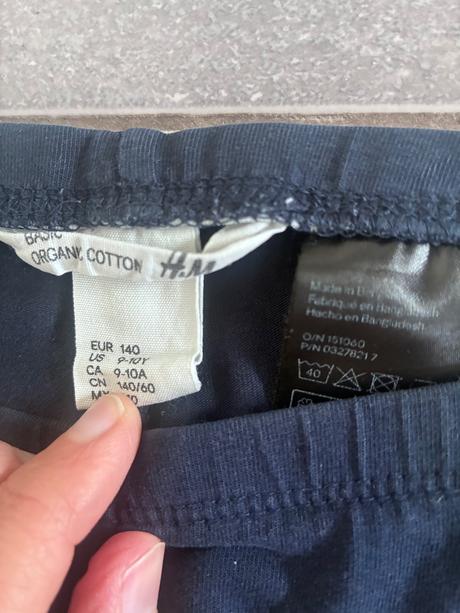 BASIC
ORGANIC COTTON H&M
EUR 140
US 9-10Y
CA 9-10A
CN 140/60
Made in
Fabriqué en Bangladesh
Hecho en Bangladesh
O/N 151060
P/N 03278217
40